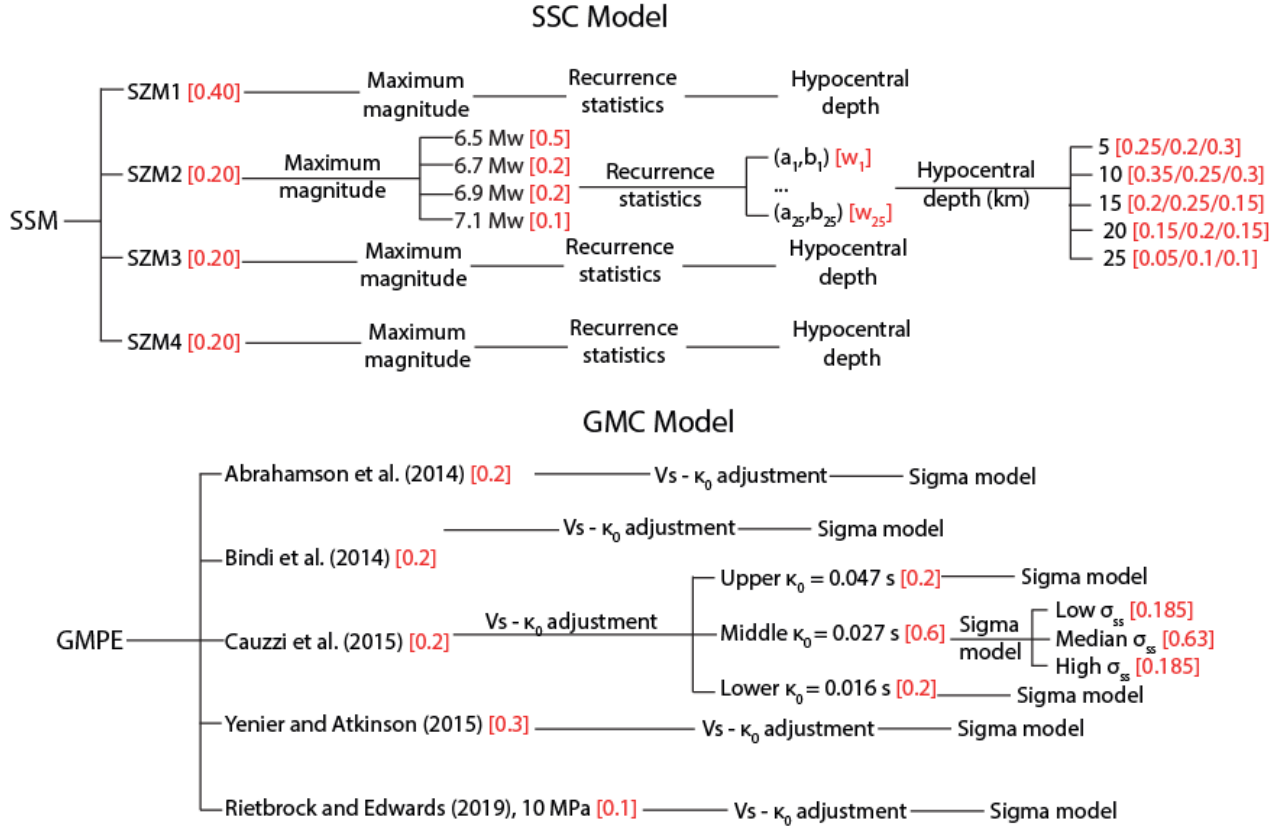 SSC Model
SZM1 [0.40]
Maximum
magnitude
Recurrence
statistics
Hypocentral
depth
SSM
SZM2 [0.20]
Maximum
magnitude
6.5 Mw [0.5]
6.7 Mw [0.2]
6.9 Mw [0.2]
7.1 Mw [0.1]
Recurrence
statistics
(a₁,b₁) [w₁]
...
(a₂₅,b₂₅) [w₂₅]
Hypocentral
depth (km)
5 [0.25/0.2/0.3]
10 [0.35/0.25/0.3]
15 [0.2/0.25/0.15]
20 [0.15/0.2/0.15]
25 [0.05/0.1/0.1]
SZM3 [0.20]
Maximum
magnitude
Recurrence
statistics
Hypocentral
depth
SZM4 [0.20]
Maximum
magnitude
Recurrence
statistics
Hypocentral
depth
GMC Model
GMPE
Abrahamson et al. (2014) [0.2]
Vs - κ₀ adjustment
Sigma model
Bindi et al. (2014) [0.2]
Vs - κ₀ adjustment
Sigma model
Cauzzi et al. (2015) [0.2]
Vs - κ₀ adjustment
Upper κ₀ = 0.047 s [0.2]
Sigma model
Middle κ₀ = 0.027 s [0.6]
Sigma
model
Low σₛₛ [0.185]
Median σₛₛ [0.63]
High σₛₛ [0.185]
Lower κ₀ = 0.016 s [0.2]
Sigma model
Yenier and Atkinson (2015) [0.3]
Vs - κ₀ adjustment
Sigma model
Rietbrock and Edwards (2019), 10 MPa [0.1]
Vs - κ₀ adjustment
Sigma model